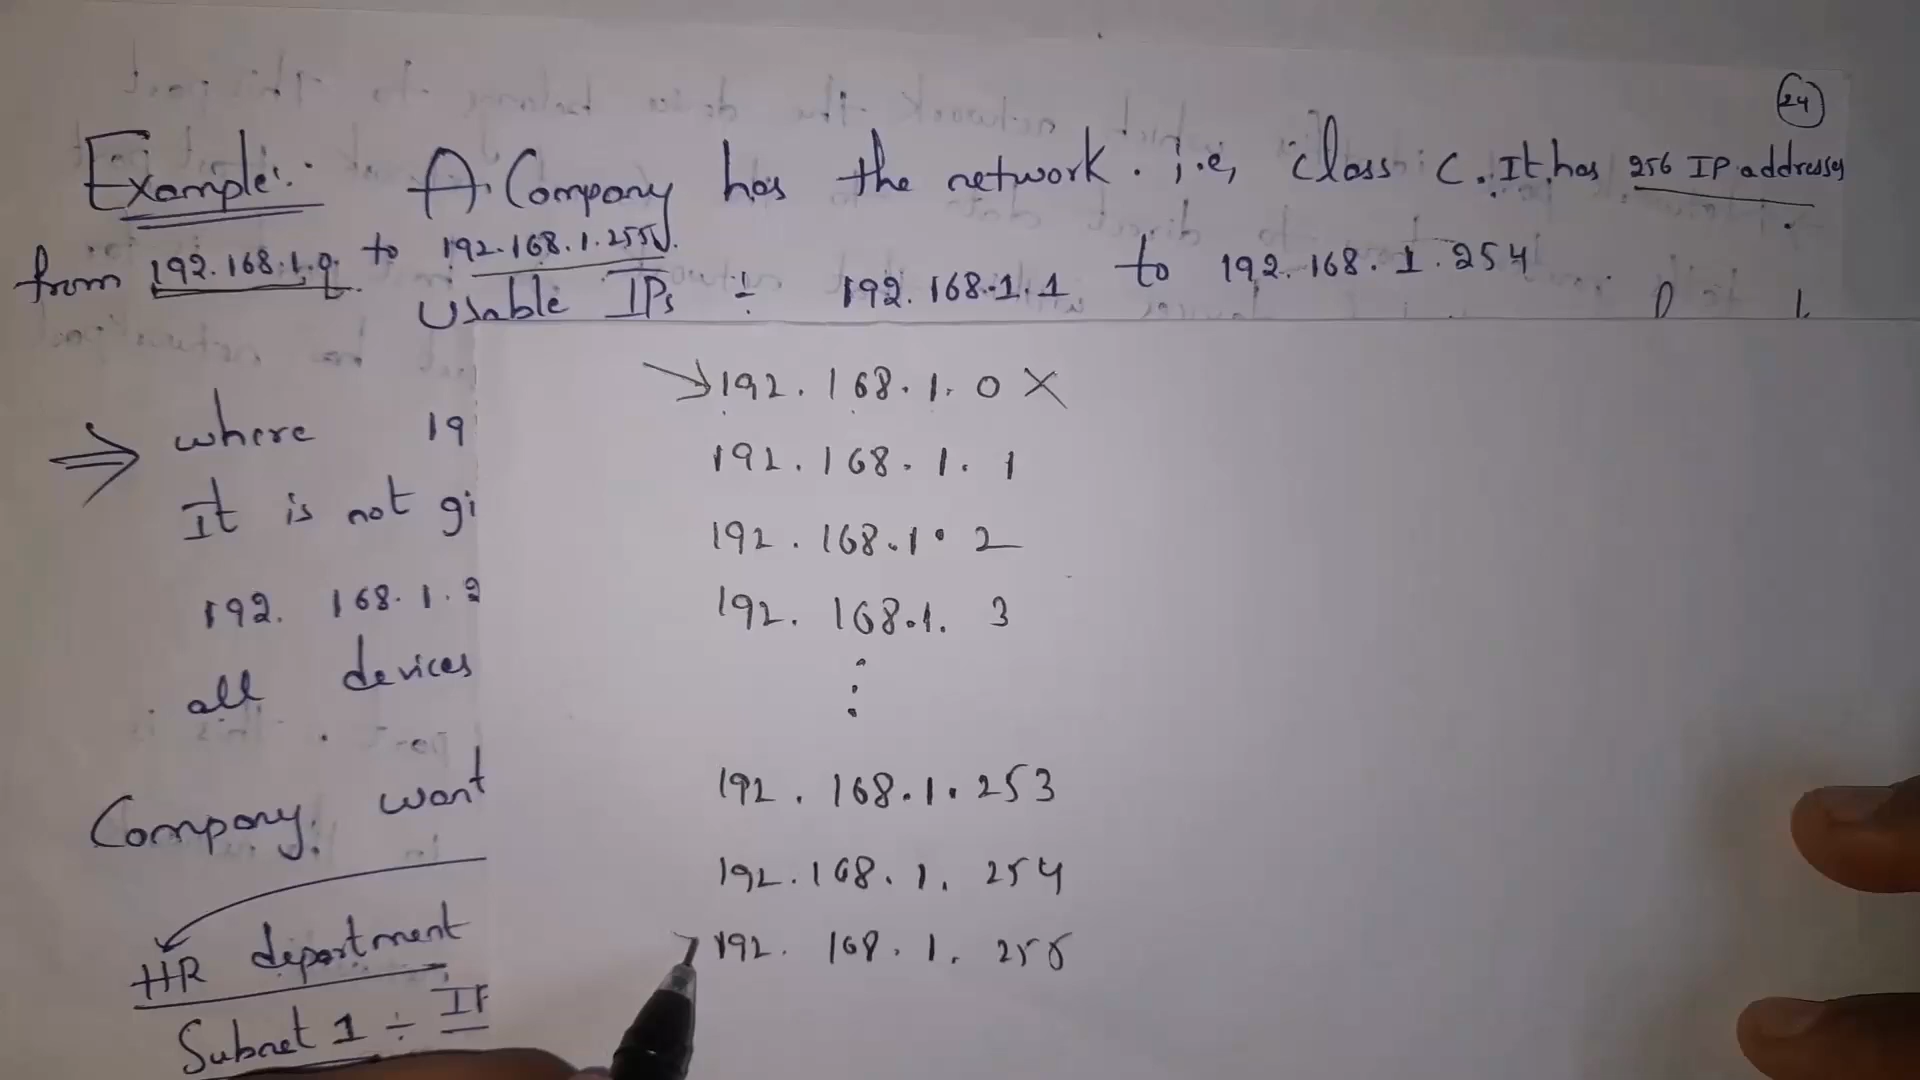 24
Example:- A Company has the network. i.e, Class C. It has 256 IP addresses
from 192.168.1.0 to 192.168.1.255.
Usable IPs ÷ 192.168.1.1 to 192.168.1.254
→192.168.1.0 X
192.168.1.1
192.168.1.2
192.168.1.3
192.168.1.253
192.168.1.254
192.168.1.255
⇒ where 19
It is not gi
192.168.1.2
all devices
Company want
HR department
Subnet 1 ÷ IP